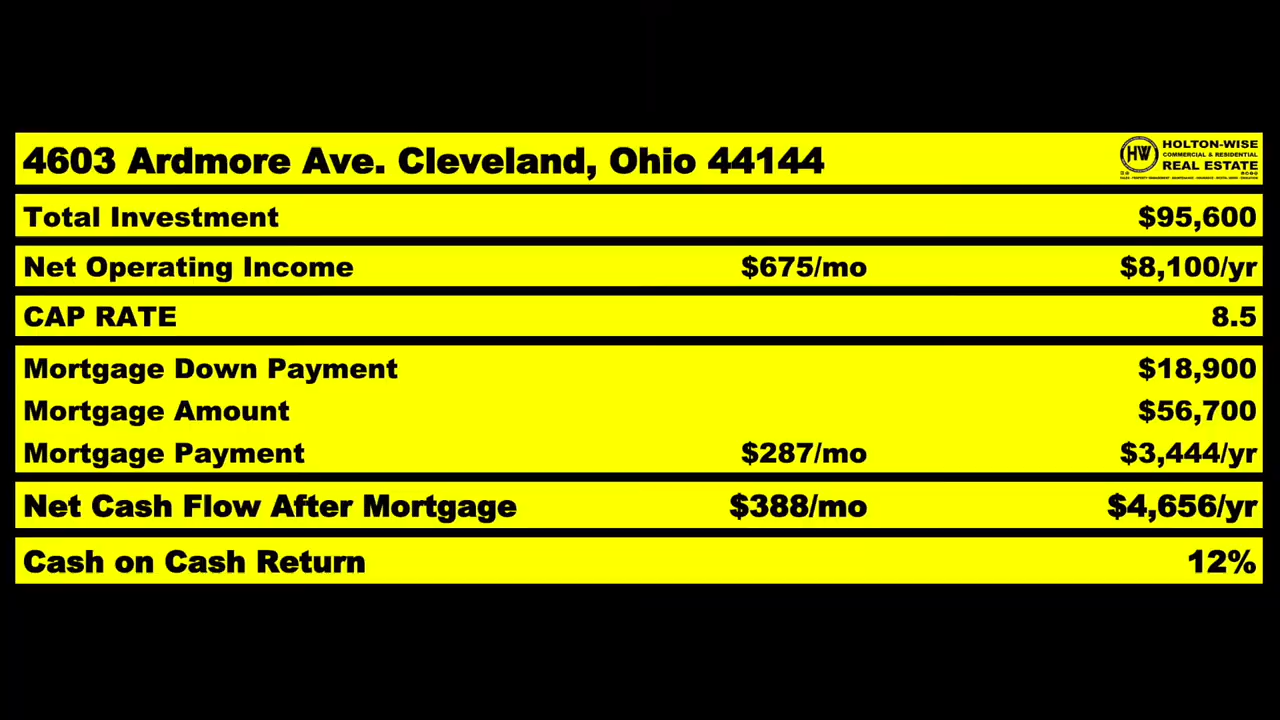 4603 Ardmore Ave. Cleveland, Ohio 44144
HW
HOLTON-WISE
COMMERCIAL & RESIDENTIAL
REAL ESTATE
Total Investment $95,600
Net Operating Income $675/mo $8,100/yr
CAP RATE 8.5
Mortgage Down Payment $18,900
Mortgage Amount $56,700
Mortgage Payment $287/mo $3,444/yr
Net Cash Flow After Mortgage $388/mo $4,656/yr
Cash on Cash Return 12%